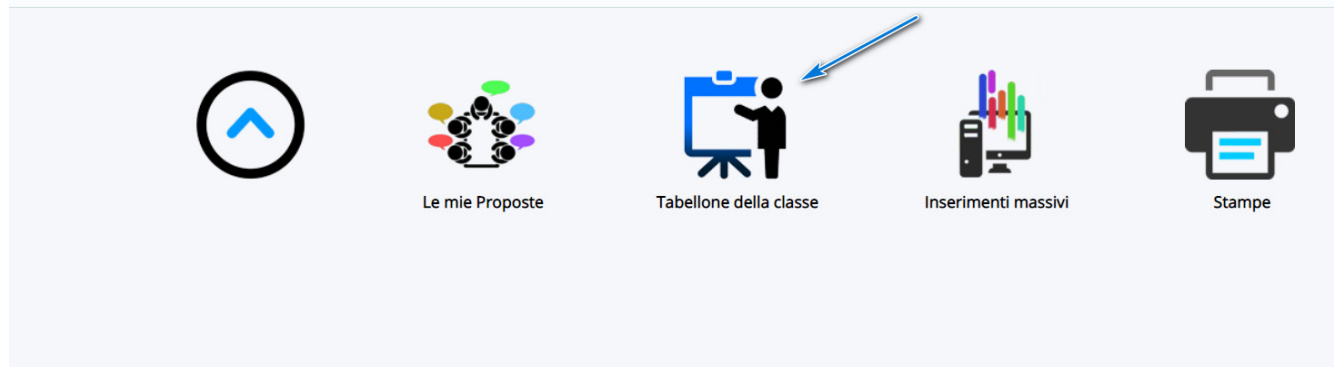 Le mie Proposte
Tabellone della classe
Inserimenti massivi
Stampe